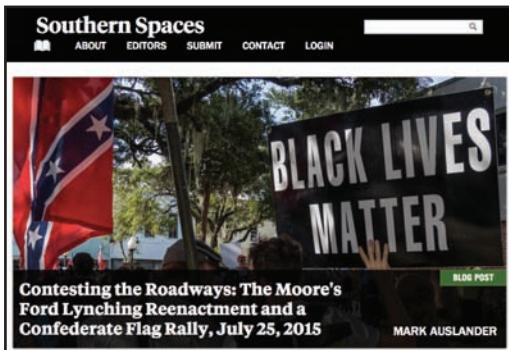 Southern Spaces
ABOUT EDITORS SUBMIT CONTACT LOGIN
BLACK LIVES
MATTER
BLOG POST
Contesting the Roadways: The Moore's
Ford Lynching Reenactment and a
Confederate Flag Rally, July 25, 2015
MARK AUSLANDER